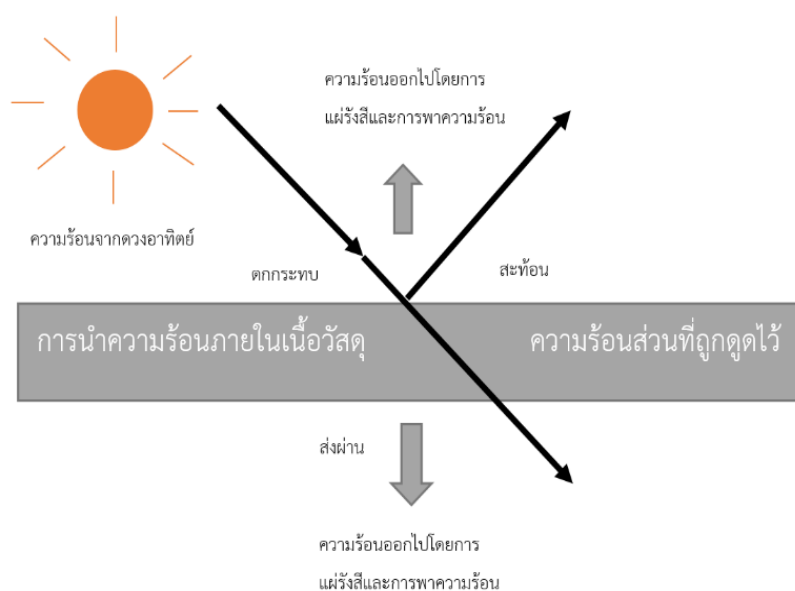 ความร้อนออกไปโดยการ
แผ่รังสีและการพาความร้อน
ความร้อนจากดวงอาทิตย์
ตกกระทบ
สะท้อน
การนำความร้อนภายในเนื้อวัสดุ
ความร้อนส่วนที่ถูกดูดไว้
ส่งผ่าน
ความร้อนออกไปโดยการ
แผ่รังสีและการพาความร้อน